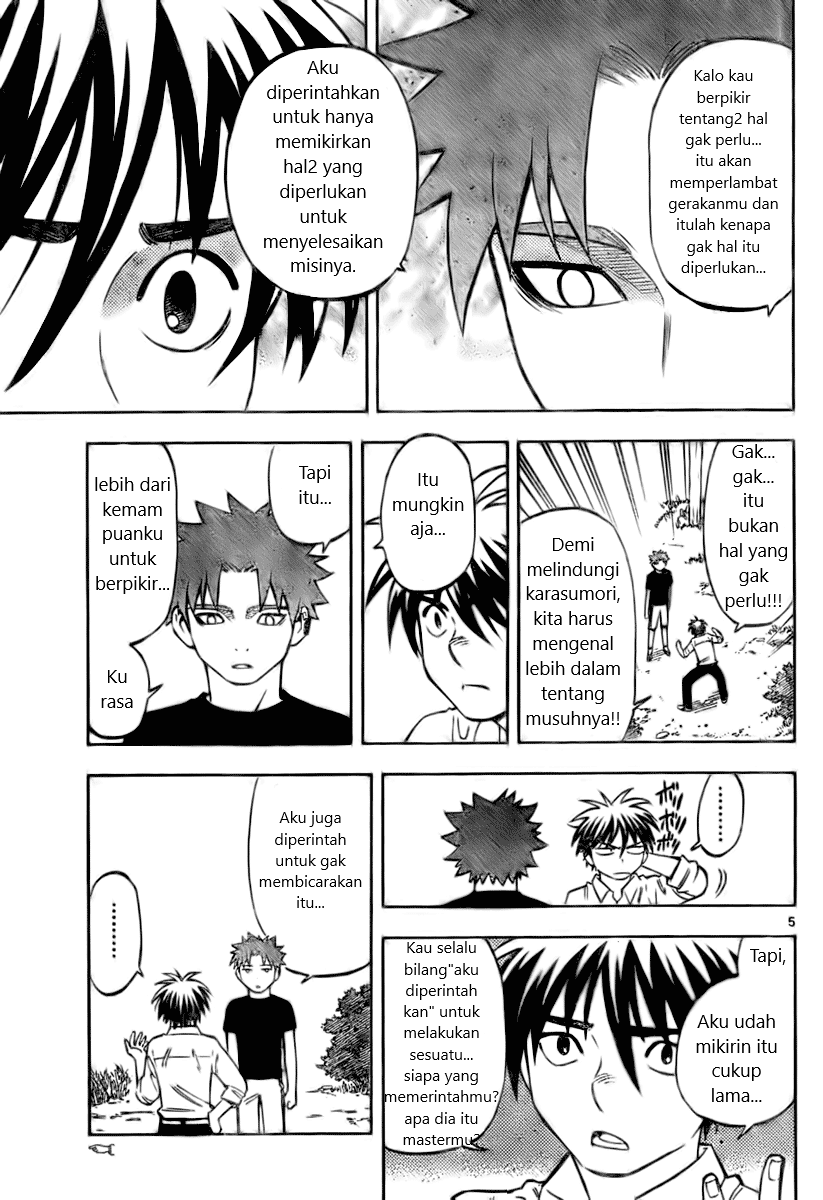 Kalo kau
berpikir
tentang2 hal
gak perlu...
itu akan
memperlambat
gerakanmu dan
itulah kenapa
gak hal itu
diperlukan...
Aku
diperintahkan
untuk hanya
memikirkan
hal2 yang
diperlukan
untuk
menyelesaikan
misinya.
Gak...
gak...
itu
bukan
hal yang
gak
perlu!!!
Demi
melindungi
karasumori,
kita harus
mengenal
lebih dalam
tentang
musuhnya!!
Itu
mungkin
aja...
Tapi
itu...
lebih dari
kemam
puanku
untuk
berpikir...
Ku
rasa
........
ボリボリ
5
Tapi,
Aku udah
mikirin itu
cukup
lama...
Kau selalu
bilang"aku
diperintah
kan" untuk
melakukan
sesuatu...
siapa yang
memerintahmu?
apa dia itu
mastermu?
Aku juga
diperintah
untuk gak
membicarakan
itu...
........